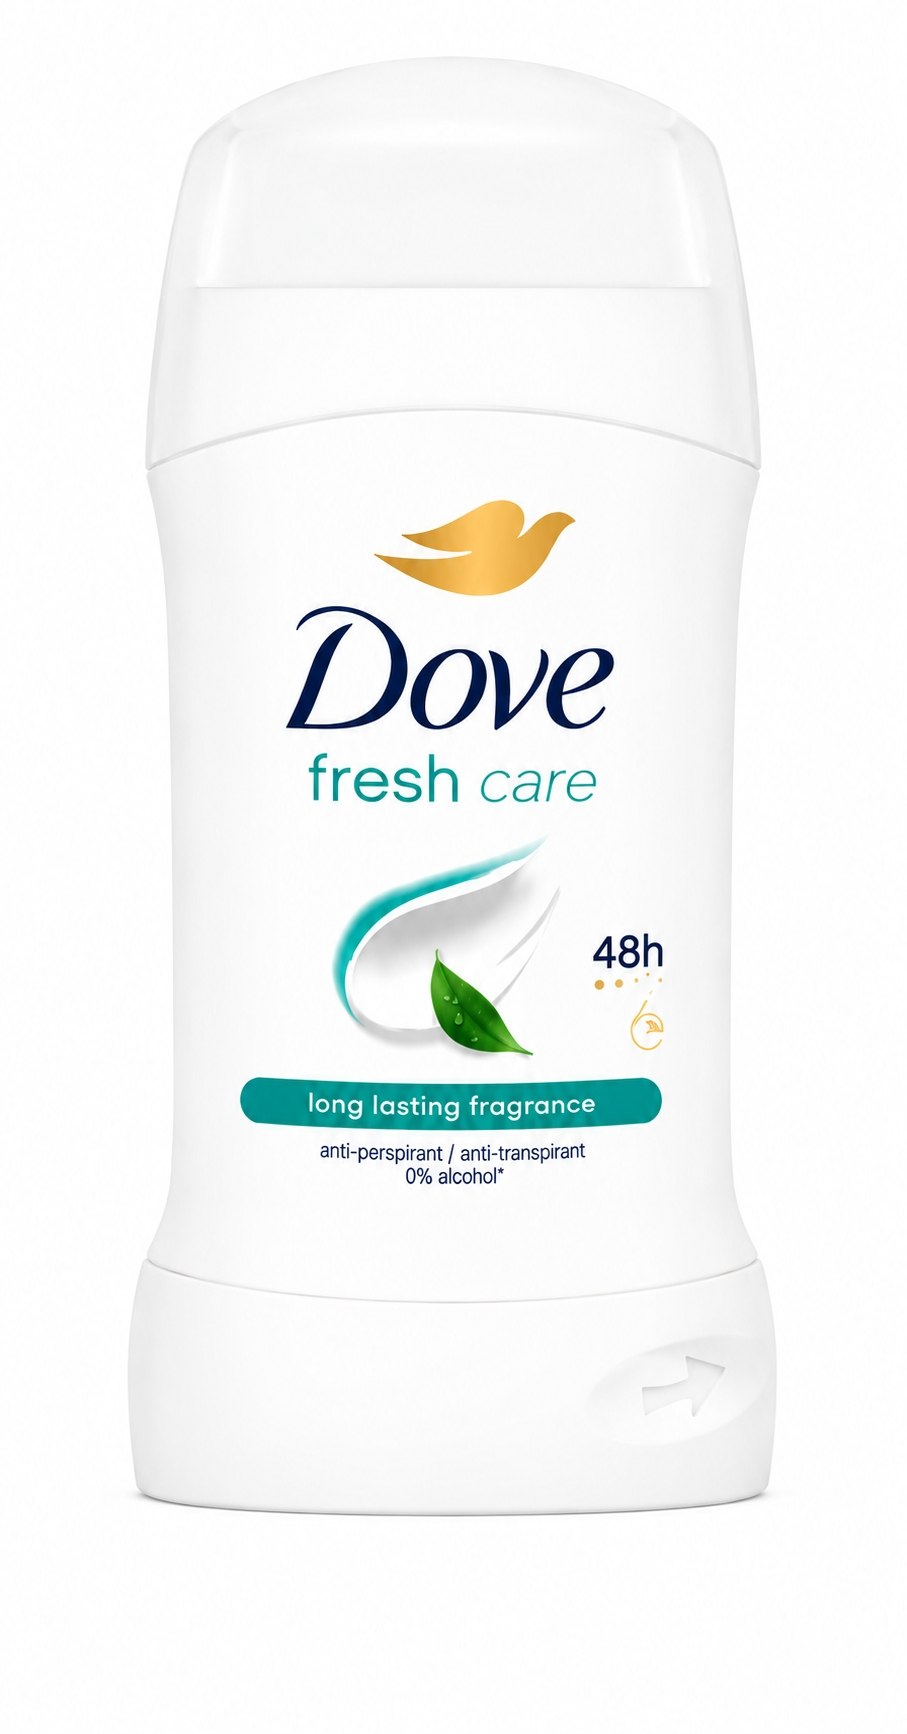 Dove
fresh care
48h
long lasting fragrance
anti-perspirant / anti-transpirant
0% alcohol*